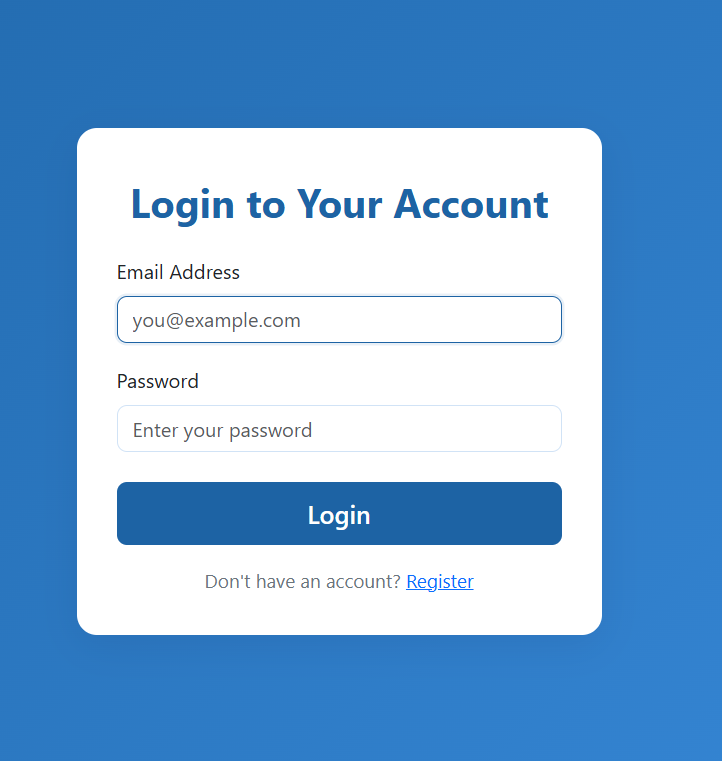 Login to Your Account
Email Address
you@example.com
Password
Enter your password
Login
Don't have an account? Register